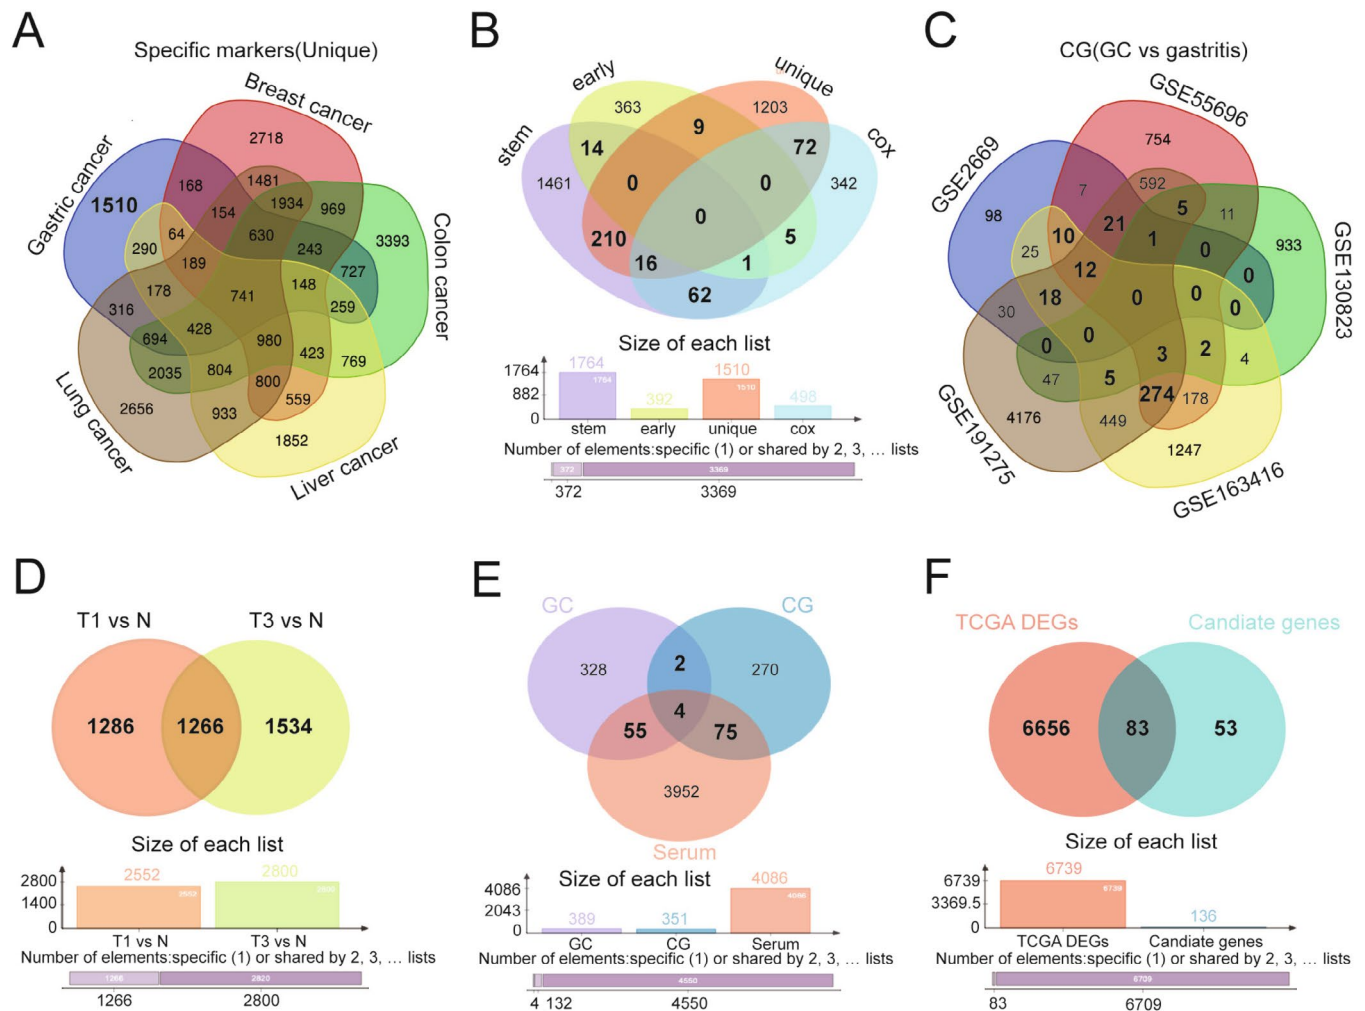 A
Specific markers(Unique)
Gastric cancer
Breast cancer
Colon cancer
Lung cancer
Liver cancer
2718
1510
168
1481
1934
969
3393
154
64
630
243
290
189
727
148
178
741
259
316
428
694
980
423
769
2035
804
800
2656
933
559
1852
B
stem
early
unique
cox
363
1203
9
14
72
1461
0
0
342
0
210
5
16
1
62
Size of each list
1764
882
0
1764
1764
392
1510
1510
498
stem
early
unique
cox
Number of elements:specific (1) or shared by 2, 3, … lists
372
3369
372
3369
C
CG(GC vs gastritis)
GSE2669
GSE55696
GSE130823
GSE191275
GSE163416
754
7
592
98
5
11
21
10
1
0
933
25
12
0
18
0
0
0
30
0
0
3
2
4
47
5
274
178
4176
449
1247
D
T1 vs N
T3 vs N
1286
1266
1534
Size of each list
2800
1400
0
2552
2552
2800
2800
T1 vs N
T3 vs N
Number of elements:specific (1) or shared by 2, 3, … lists
1266
2820
1266
2800
E
GC
CG
328
2
270
4
55
75
3952
Serum
Size of each list
4086
2043
0
389
351
4086
4086
GC
CG
Serum
Number of elements:specific (1) or shared by 2, 3, … lists
4550
4 132
4550
F
TCGA DEGs
Candiate genes
6656
83
53
Size of each list
6739
3369.5
0
6739
6739
136
TCGA DEGs
Candiate genes
Number of elements:specific (1) or shared by 2, 3, … lists
6709
83
6709